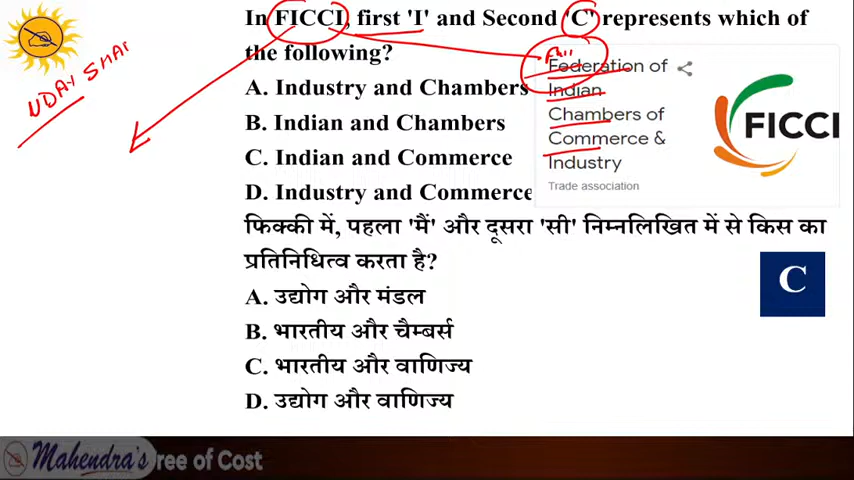 In FICCI, first 'I' and Second 'C' represents which of
the following?
A. Industry and Chambers
B. Indian and Chambers
C. Indian and Commerce
D. Industry and Commerce
Federation of
Indian
Chambers of
Commerce &
Industry
Trade association
FICCI
UDAY SHA
Full
फिक्की में, पहला 'मैं' और दूसरा 'सी' निम्नलिखित में से किस का
प्रतिनिधित्व करता है?
A. उद्योग और मंडल
B. भारतीय और चैम्बर्स
C. भारतीय और वाणिज्य
D. उद्योग और वाणिज्य
C
Mahendra's ree of Cost